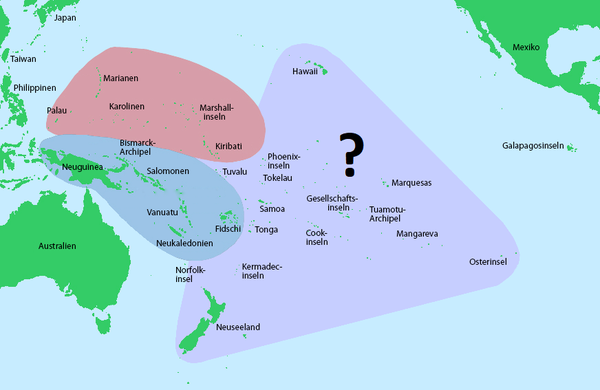 Japan
Taiwan
Mexiko
Hawaii
Marianen
Philippinen
Karolinen
Palau
Marshall-
inseln
?
Bismarck-
Archipel
Kiribati
Galapagosinseln
Phoenix-
inseln
Neuguinea
Salomonen
Tuvalu
Tokelau
Marquesas
Gesellschafts-
inseln
Vanuatu
Samoa
Tuamotu-
Archipel
Fidschi
Tonga
Cook-
inseln
Mangareva
Australien
Neukaledonien
Osterinsel
Norfolk-
insel
Kermadec-
inseln
Neuseeland